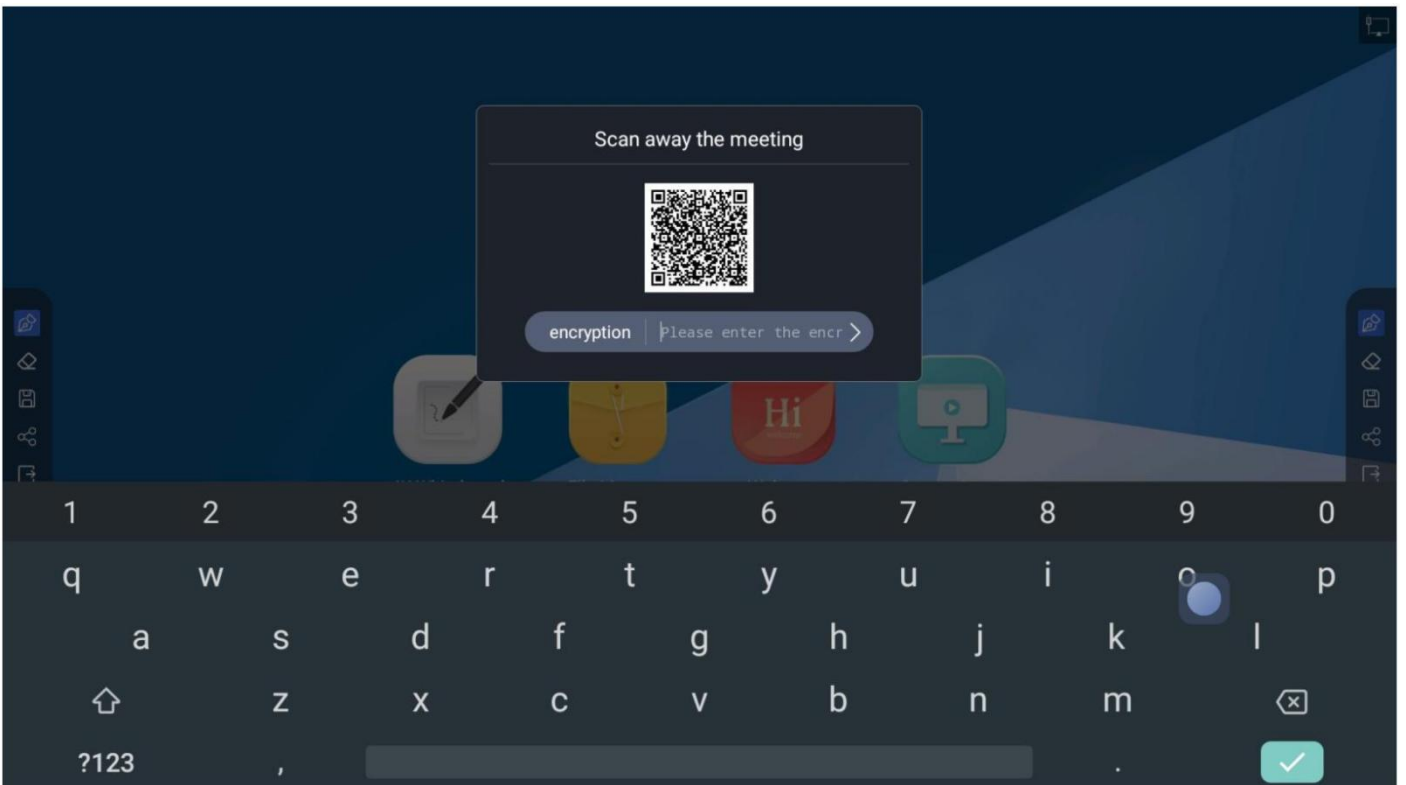 Scan away the meeting
encryption Please enter the encr
Hi
1 2 3 4 5 6 7 8 9 0
q w e r t y u i o p
a s d f g h j k l
z x c v b n m
?123 , .